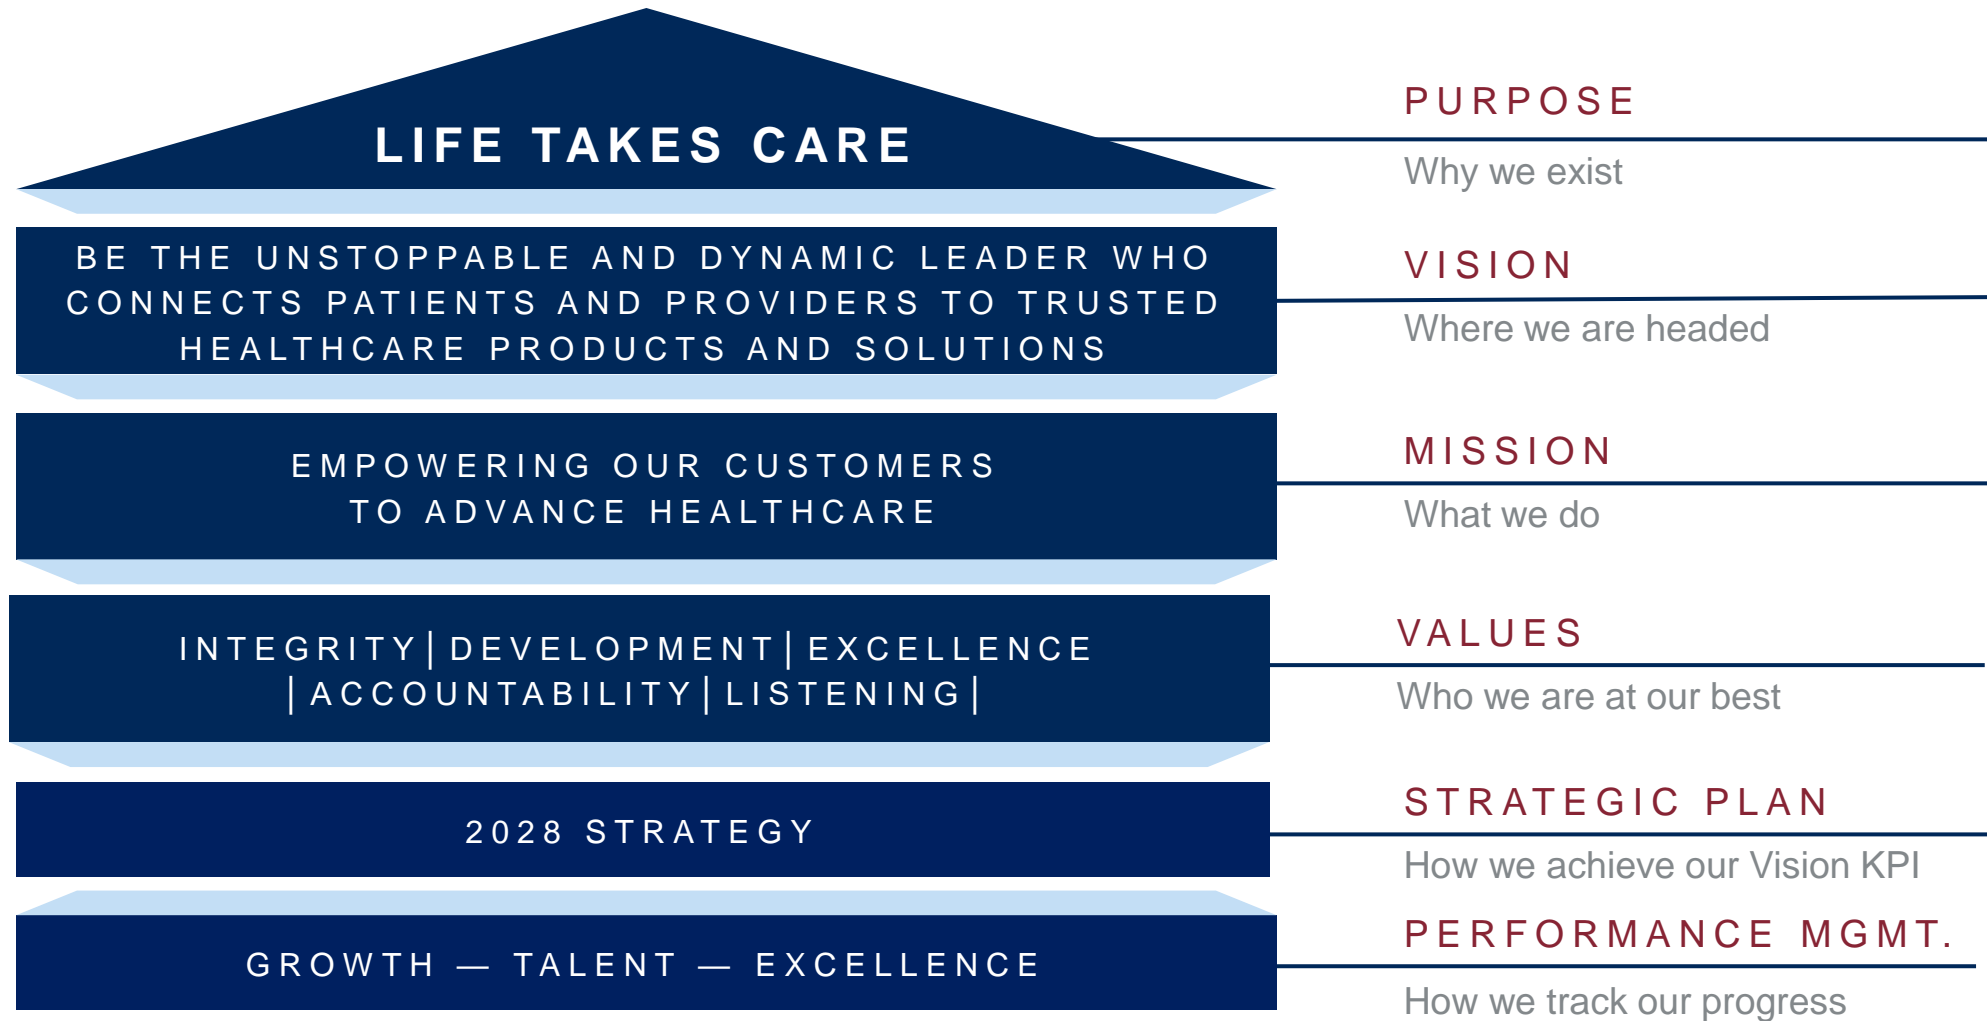 LIFE TAKES CARE
PURPOSE
Why we exist
BE THE UNSTOPPABLE AND DYNAMIC LEADER WHO
CONNECTS PATIENTS AND PROVIDERS TO TRUSTED
HEALTHCARE PRODUCTS AND SOLUTIONS
VISION
Where we are headed
EMPOWERING OUR CUSTOMERS
TO ADVANCE HEALTHCARE
MISSION
What we do
INTEGRITY|DEVELOPMENT|EXCELLENCE
|ACCOUNTABILITY|LISTENING|
VALUES
Who we are at our best
2028 STRATEGY
STRATEGIC PLAN
How we achieve our Vision KPI
GROWTH — TALENT — EXCELLENCE
PERFORMANCE MGMT.
How we track our progress